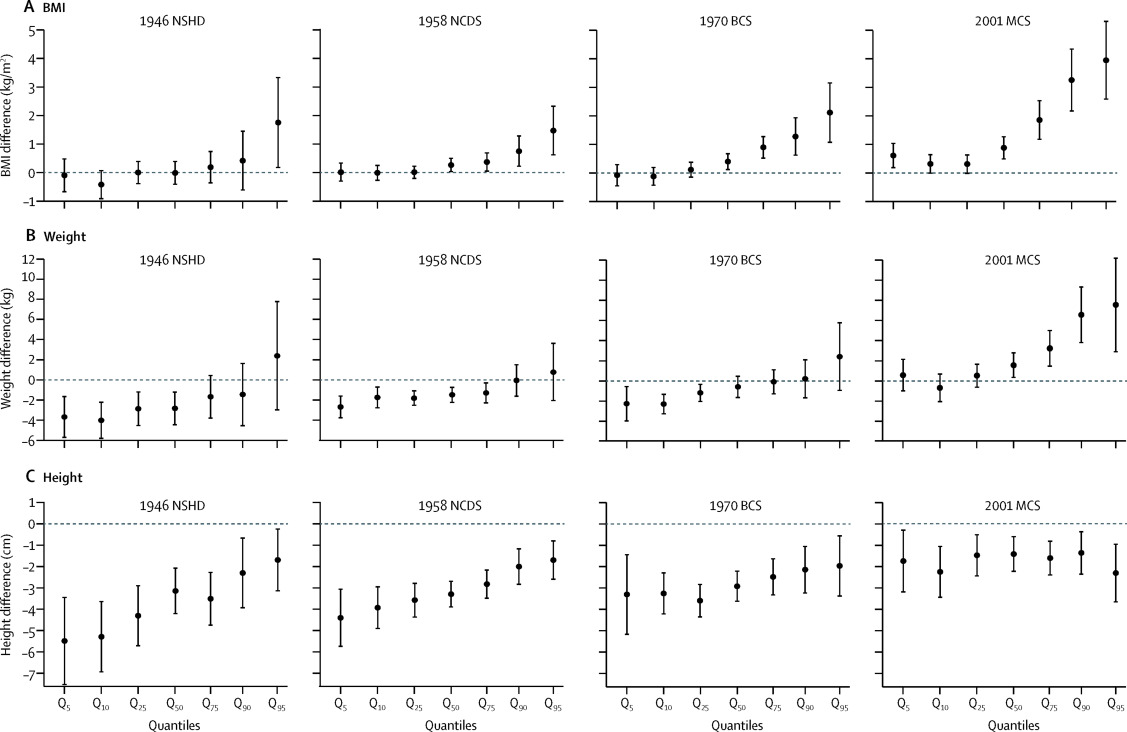 A BMI
1946 NSHD 1958 NCDS 1970 BCS 2001 MCS
BMI difference (kg/m²)
5
4
3
2
1
0
–1
B Weight
1946 NSHD 1958 NCDS 1970 BCS 2001 MCS
Weight difference (kg)
12
10
8
6
4
2
0
–2
–4
–6
C Height
1946 NSHD 1958 NCDS 1970 BCS 2001 MCS
Height difference (cm)
1
0
–1
–2
–3
–4
–5
–6
–7
Q₅ Q₁₀ Q₂₅ Q₅₀ Q₇₅ Q₉₀ Q₉₅ Q₅ Q₁₀ Q₂₅ Q₅₀ Q₇₅ Q₉₀ Q₉₅ Q₅ Q₁₀ Q₂₅ Q₅₀ Q₇₅ Q₉₀ Q₉₅ Q₅ Q₁₀ Q₂₅ Q₅₀ Q₇₅ Q₉₀ Q₉₅
Quantiles Quantiles Quantiles Quantiles